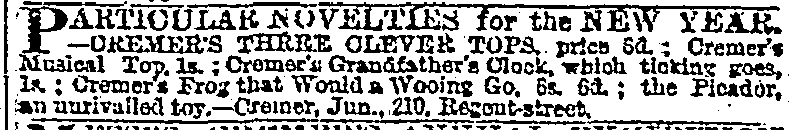 PARTICULAR NOVELTIES for the NEW YEAR.
—CREMER'S THREE CLEVER TOPS, price 6d.; Cremer's
Musical Top, 1s.; Cremer's Grandfather's Clock, which ticking goes,
1s.; Cremer's Frog that Would a Wooing Go, 6s. 6d.; the Picador,
an unrivalled toy.—Cremer, Jun., 210, Regent-street.